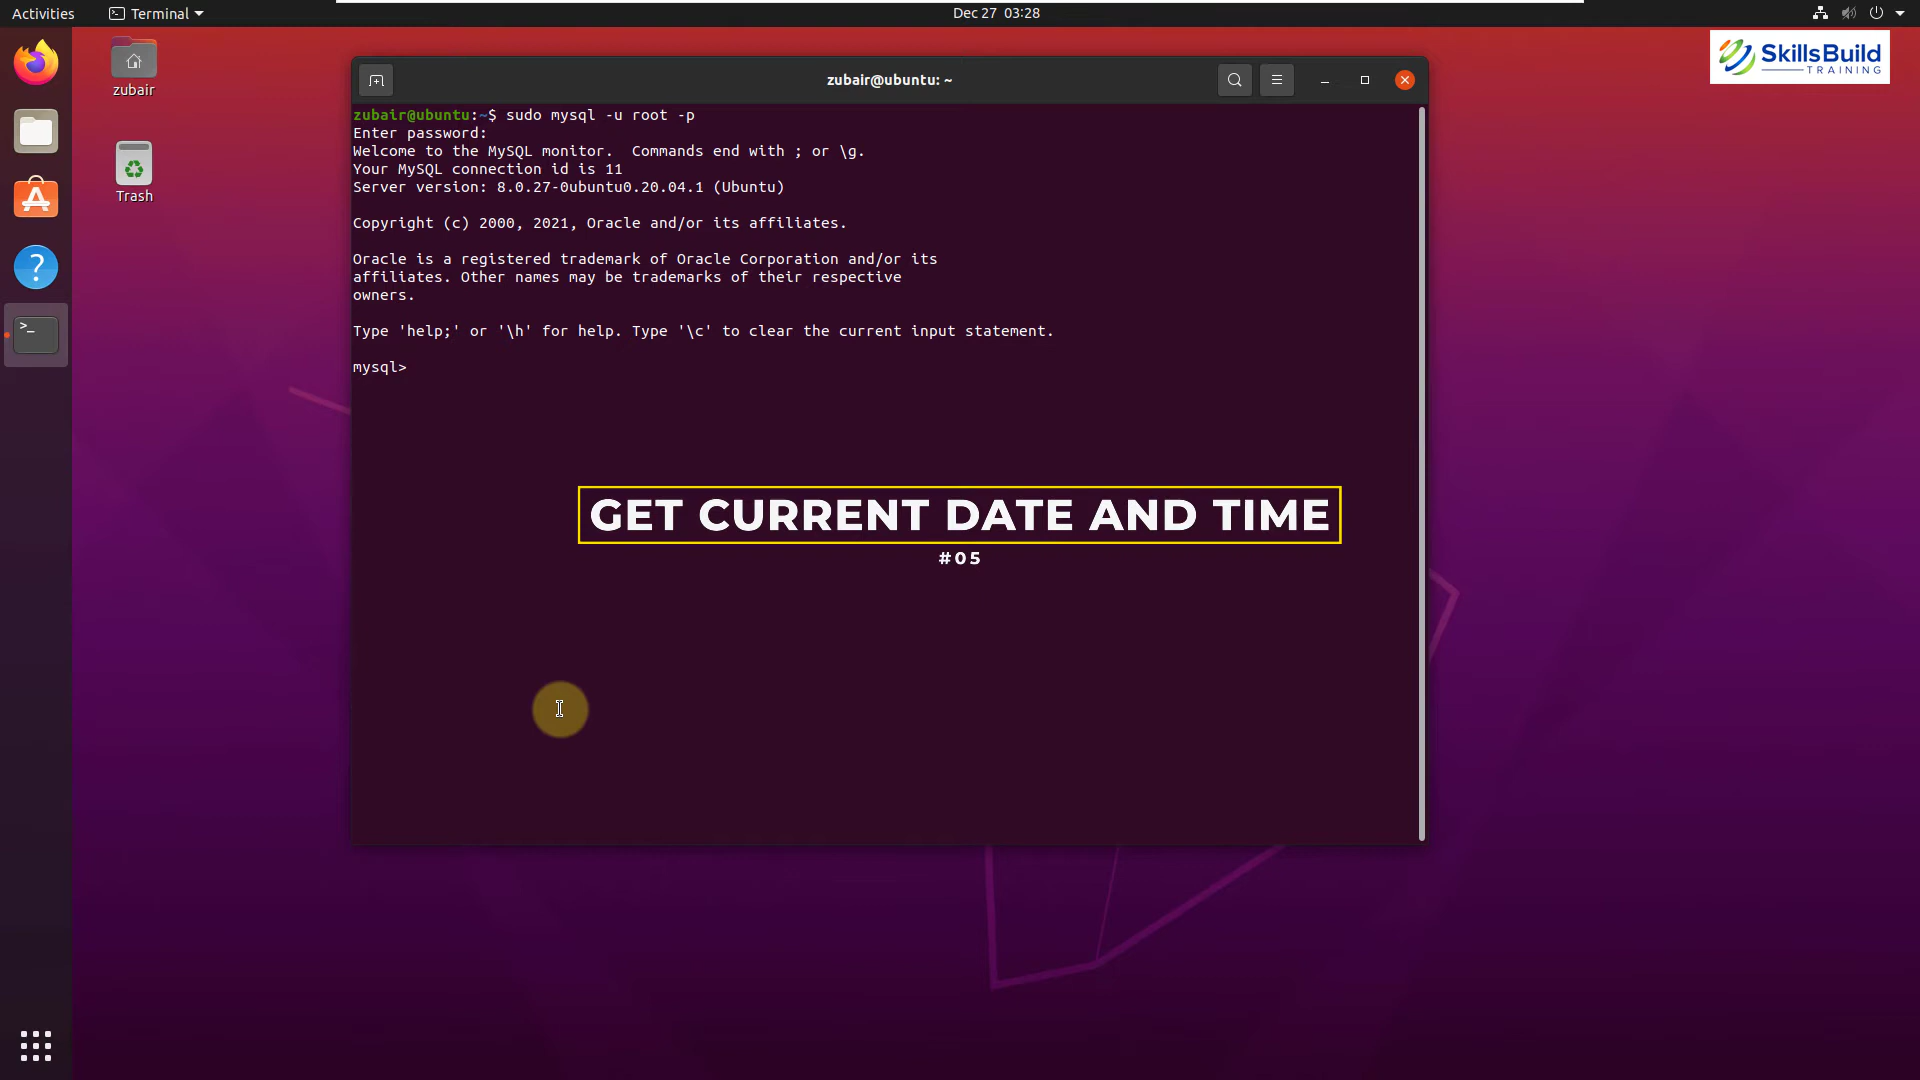 Activities
Terminal
Dec 27 03:28
SkillsBuild
TRAINING
zubair
Trash
zubair@ubuntu: ~
zubair@ubuntu:~$ sudo mysql -u root -p
Enter password:
Welcome to the MySQL monitor.  Commands end with ; or \g.
Your MySQL connection id is 11
Server version: 8.0.27-0ubuntu0.20.04.1 (Ubuntu)
Copyright (c) 2000, 2021, Oracle and/or its affiliates.
Oracle is a registered trademark of Oracle Corporation and/or its
affiliates. Other names may be trademarks of their respective
owners.
Type 'help;' or '\h' for help. Type '\c' to clear the current input statement.
mysql>
GET CURRENT DATE AND TIME
#05